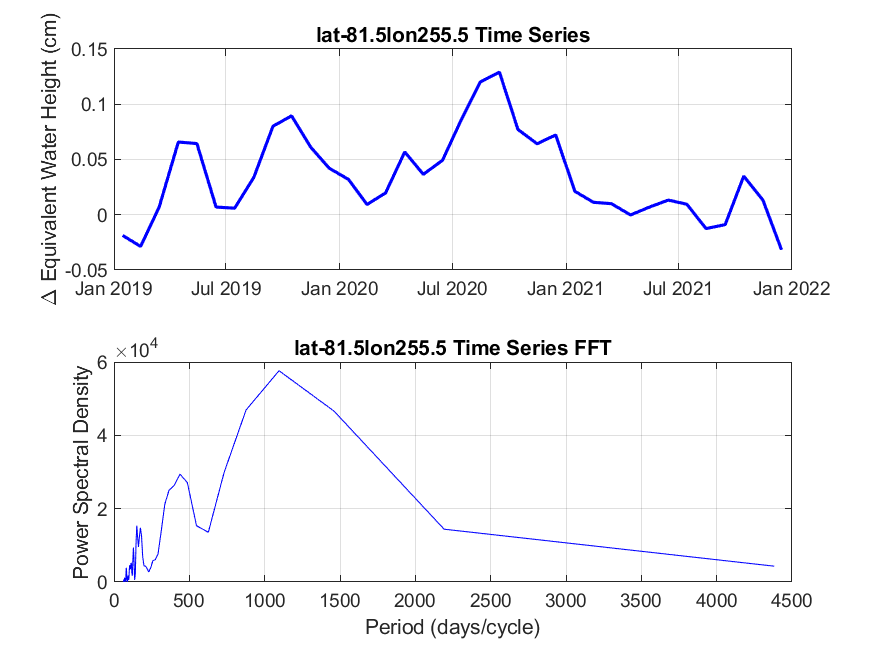 lat-81.5lon255.5 Time Series
Δ Equivalent Water Height (cm)
0.15
0.1
0.05
0
-0.05
Jan 2019 Jul 2019 Jan 2020 Jul 2020 Jan 2021 Jul 2021 Jan 2022
lat-81.5lon255.5 Time Series FFT
×10⁴
Power Spectral Density
6
4
2
0
0 500 1000 1500 2000 2500 3000 3500 4000 4500
Period (days/cycle)